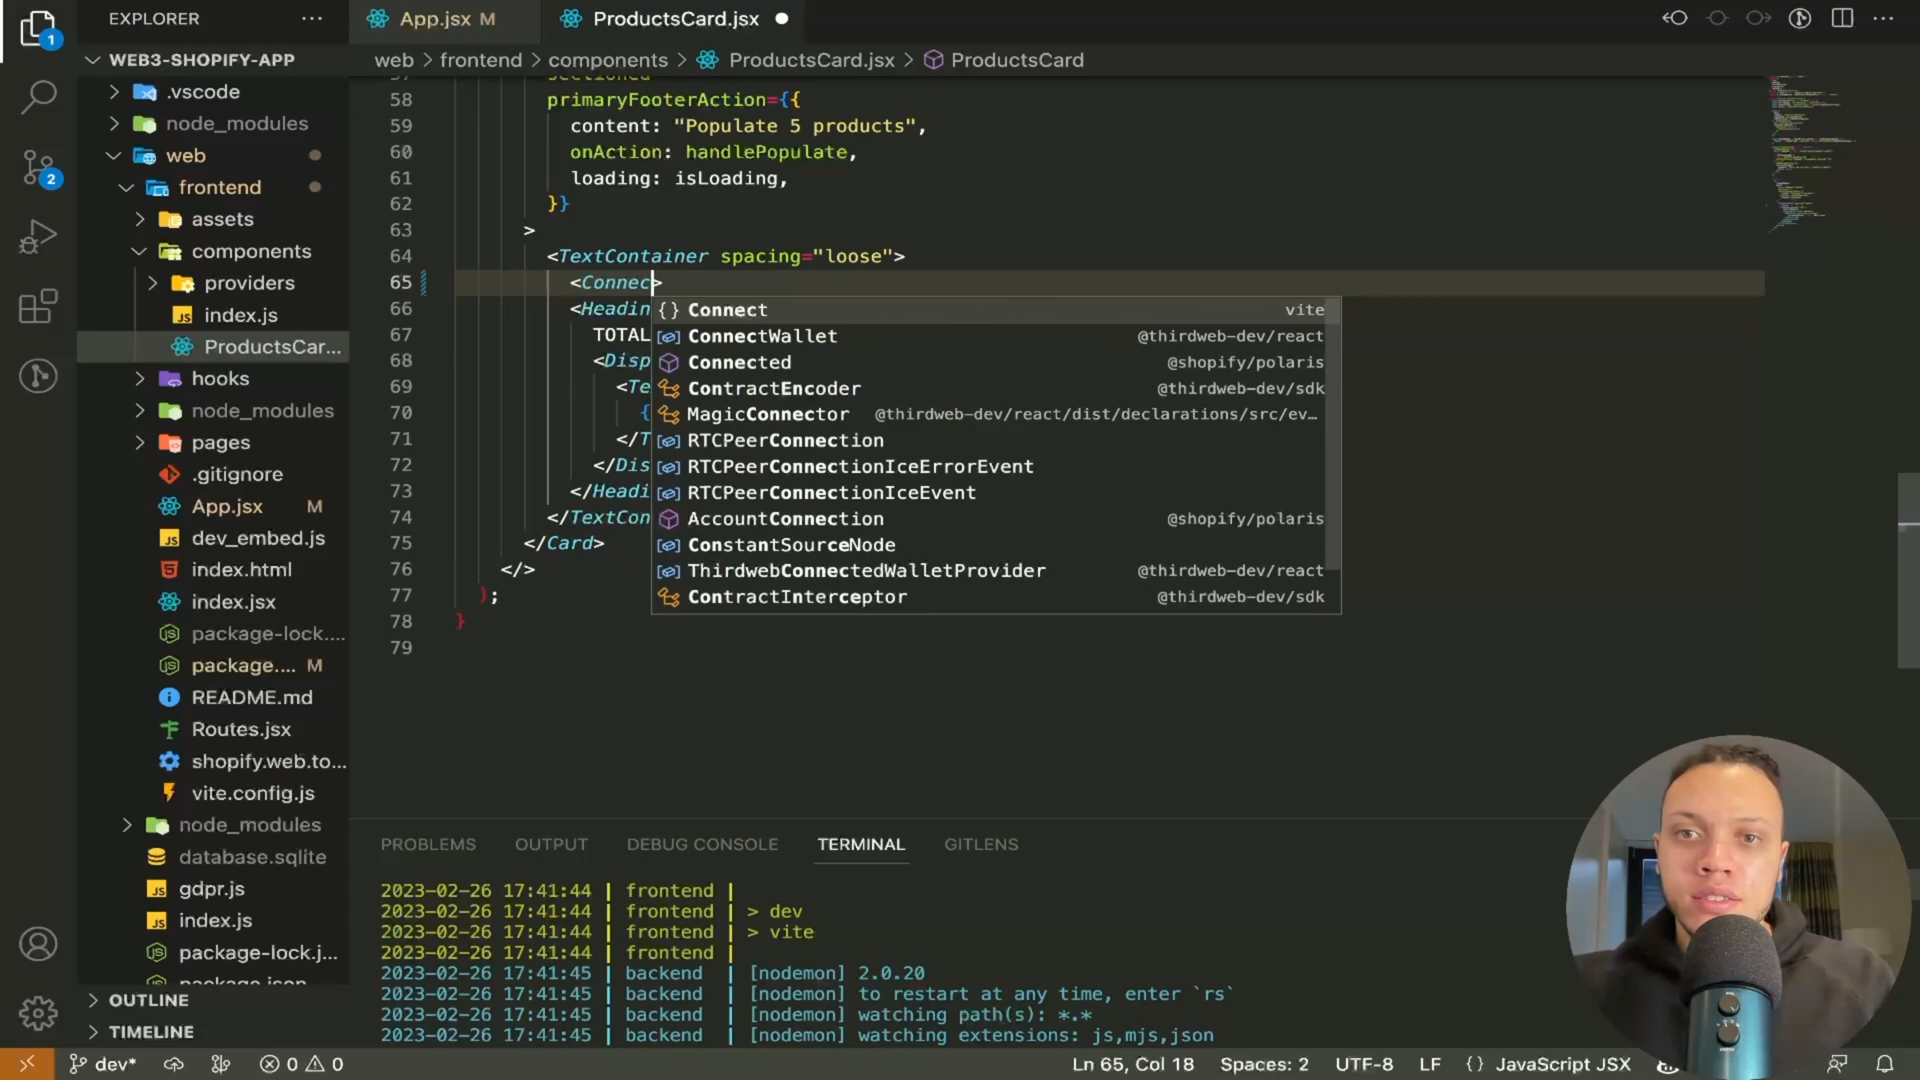 EXPLORER
WEB3-SHOPIFY-APP
.vscode
node_modules
web
frontend
assets
components
providers
index.js
ProductsCar...
hooks
node_modules
pages
.gitignore
App.jsx M
dev_embed.js
index.html
index.jsx
package-lock....
package.... M
README.md
Routes.jsx
shopify.web.to...
vite.config.js
node_modules
database.sqlite
gdpr.js
index.js
package-lock.j...
package.json
OUTLINE
TIMELINE
1
2
App.jsx M
ProductsCard.jsx
web > frontend > components > ProductsCard.jsx > ProductsCard
57 sectioned
58 primaryFooterAction={{
59 content: "Populate 5 products",
60 onAction: handlePopulate,
61 loading: isLoading,
62 }}
63 >
64 <TextContainer spacing="loose">
65 <Connec>
66 <Headin
67 TOTAL
68 <Disp
69 <Te
70 {
71 </T
72 </Dis
73 </Headi
74 </TextCon
75 </Card>
76 </>
77 );
78 }
79
Connect vite
ConnectWallet @thirdweb-dev/react
Connected @shopify/polaris
ContractEncoder @thirdweb-dev/sdk
MagicConnector @thirdweb-dev/react/dist/declarations/src/ev...
RTCPeerConnection
RTCPeerConnectionIceErrorEvent
RTCPeerConnectionIceEvent
AccountConnection @shopify/polaris
ConstantSourceNode
ThirdwebConnectedWalletProvider @thirdweb-dev/react
ContractInterceptor @thirdweb-dev/sdk
PROBLEMS OUTPUT DEBUG CONSOLE TERMINAL GITLENS
2023-02-26 17:41:44 | frontend |
2023-02-26 17:41:44 | frontend | > dev
2023-02-26 17:41:44 | frontend | > vite
2023-02-26 17:41:44 | frontend |
2023-02-26 17:41:45 | backend | [nodemon] 2.0.20
2023-02-26 17:41:45 | backend | [nodemon] to restart at any time, enter `rs`
2023-02-26 17:41:45 | backend | [nodemon] watching path(s): *.*
2023-02-26 17:41:45 | backend | [nodemon] watching extensions: js,mjs,json
dev* 0 0 Ln 65, Col 18 Spaces: 2 UTF-8 LF {} JavaScript JSX